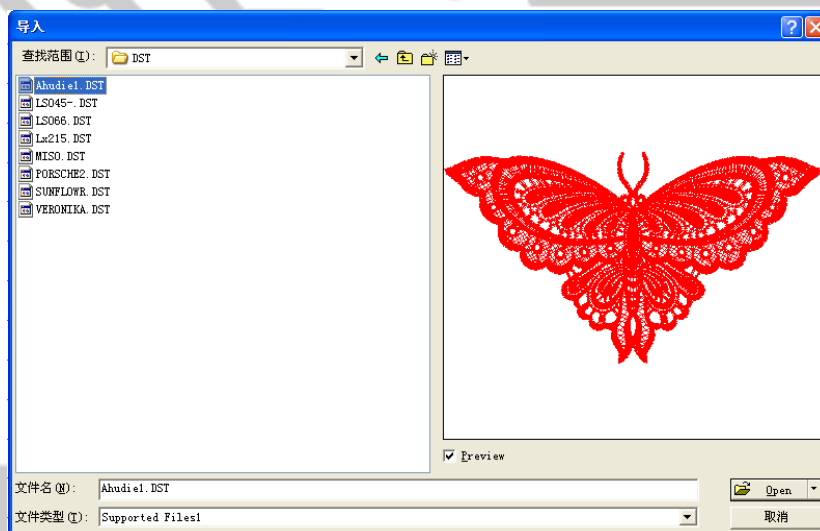 导入
查找范围(I): DST
Ahudie1.DST
LS045-.DST
LS066.DST
Lx215.DST
MISO.DST
PORSCHE2.DST
SUNFLOWR.DST
VERONIKA.DST
Preview
文件名(N): Ahudie1.DST Open
文件类型(T): Supported Files1 取消